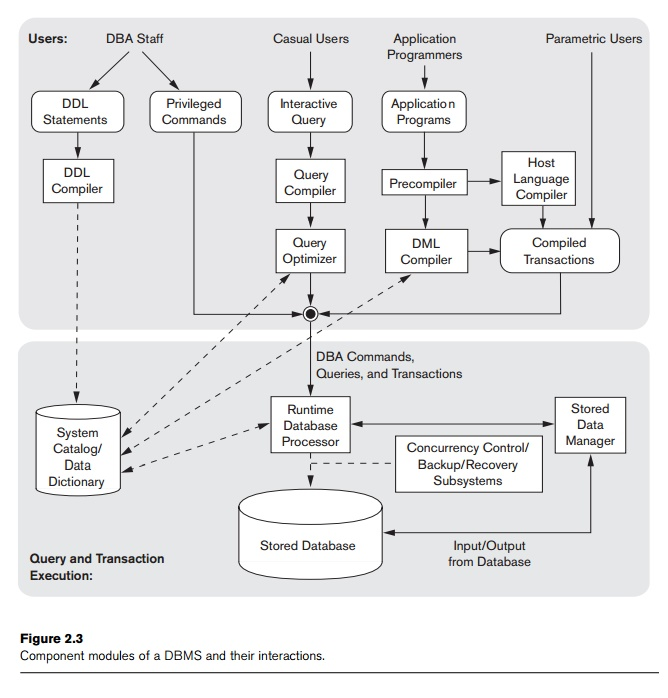 Users:
DBA Staff
Casual Users
Application
Programmers
Parametric Users
DDL
Statements
Privileged
Commands
Interactive
Query
Application
Programs
DDL
Compiler
Query
Compiler
Precompiler
Host
Language
Compiler
Query
Optimizer
DML
Compiler
Compiled
Transactions
DBA Commands,
Queries, and Transactions
System
Catalog/
Data
Dictionary
Runtime
Database
Processor
Stored
Data
Manager
Concurrency Control/
Backup/Recovery
Subsystems
Stored Database
Input/Output
from Database
Query and Transaction
Execution:
Figure 2.3
Component modules of a DBMS and their interactions.